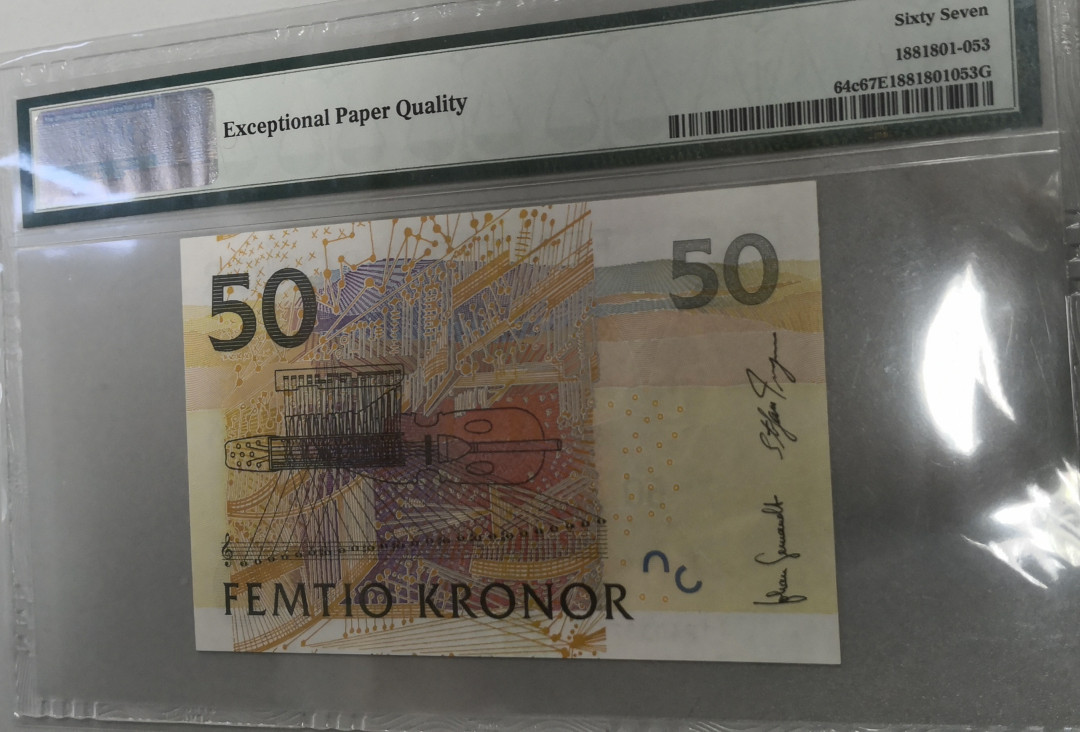 Sixty Seven
1881801-053
64c67E1881801053G
Exceptional Paper Quality
50
50
FEMTIO KRONOR